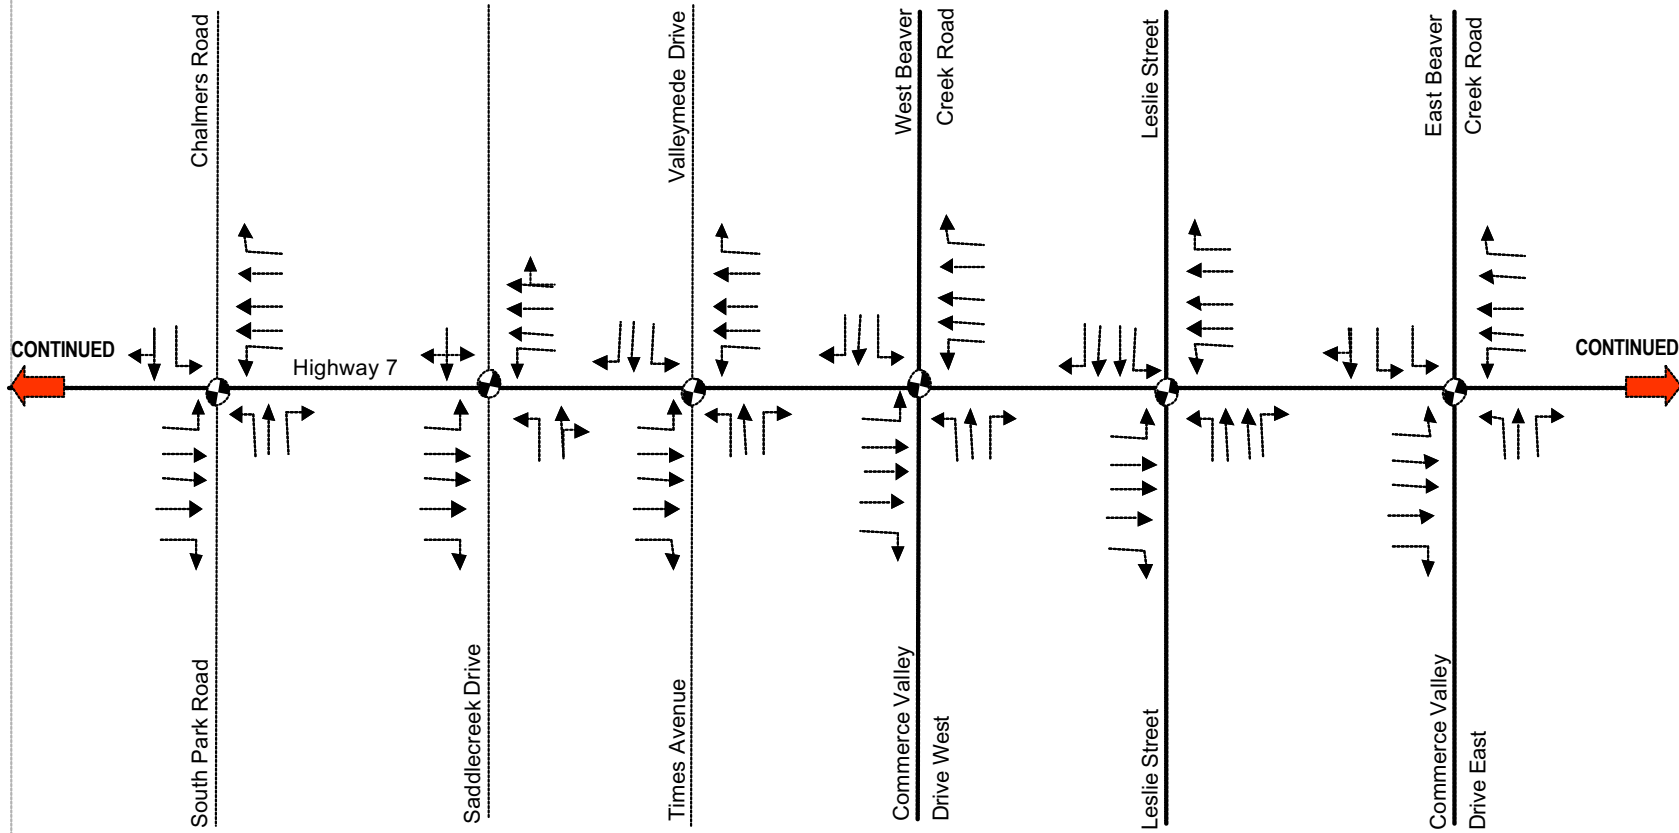 Chalmers Road
Valleymede Drive
West Beaver
Creek Road
Leslie Street
East Beaver
Creek Road
CONTINUED
Highway 7
CONTINUED
South Park Road
Saddlecreek Drive
Times Avenue
Commerce Valley
Drive West
Leslie Street
Commerce Valley
Drive East